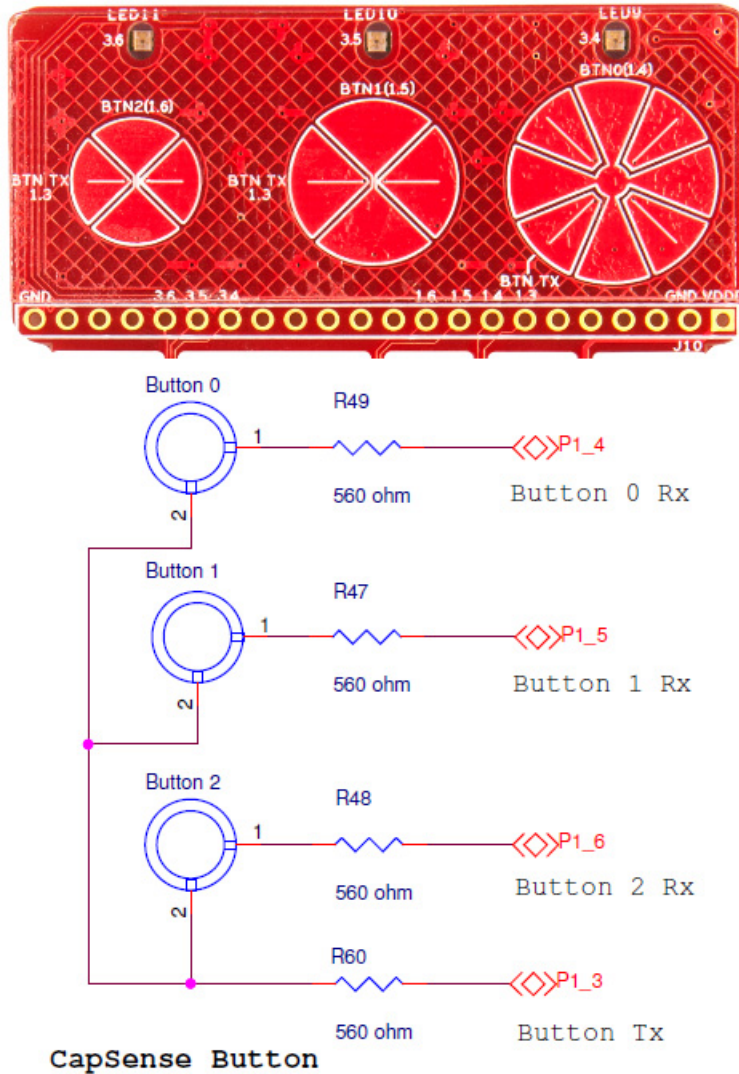 LED11 LED10 LED9
3.6 3.5 3.4
BTN2(1.6) BTN1(1.5) BTN0(1.4)
BTN TX
1.3
BTN TX
1.3
BTN TX
GND 3.6 3.5 3.4 1.6 1.5 1.4 1.3 GND VDD
J10
Button 0
R49
1
P1_4
560 ohm
Button 0 Rx
2
Button 1
R47
1
P1_5
560 ohm
Button 1 Rx
2
Button 2
R48
1
P1_6
560 ohm
Button 2 Rx
2
R60
P1_3
560 ohm
Button Tx
CapSense Button